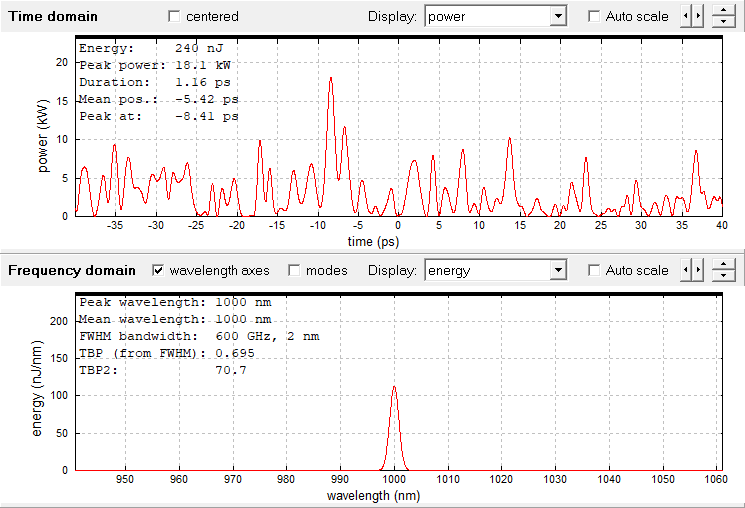 Time domain centered Display: power Auto scale
Energy: 240 nJ
Peak power: 18.1 kW
Duration: 1.16 ps
Mean pos.: -5.42 ps
Peak at: -8.41 ps
20
15
10
5
0
power (kW)
-35 -30 -25 -20 -15 -10 -5 0 5 10 15 20 25 30 35 40
time (ps)
Frequency domain wavelength axes modes Display: energy Auto scale
Peak wavelength: 1000 nm
Mean wavelength: 1000 nm
FWHM bandwidth: 600 GHz, 2 nm
TBP (from FWHM): 0.695
TBP2: 70.7
200
150
100
50
0
energy (nJ/nm)
950 960 970 980 990 1000 1010 1020 1030 1040 1050 1060
wavelength (nm)